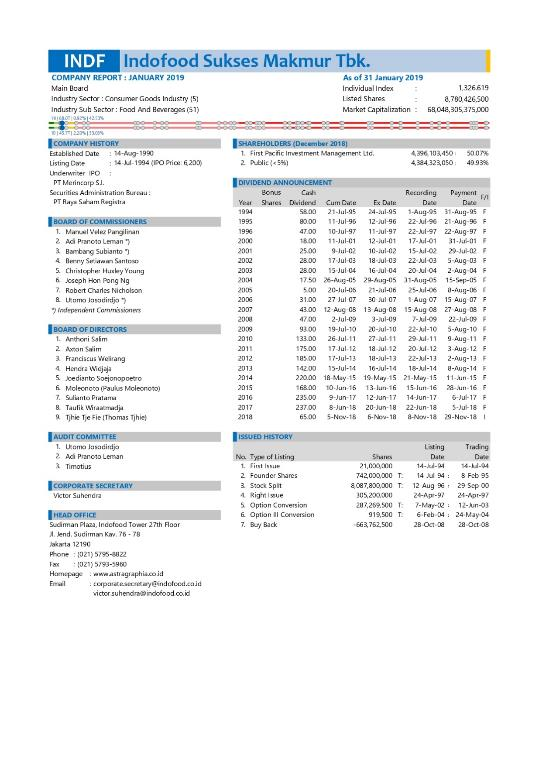 INDF Indofood Sukses Makmur Tbk.
COMPANY REPORT : JANUARY 2019
As of 31 January 2019
Main Board
Individual Index : 1,326.619
Industry Sector : Consumer Goods Industry (5)
Listed Shares : 8,780,426,500
Industry Sub Sector : Food And Beverages (51)
Market Capitalization : 68,048,305,375,000
COMPANY HISTORY
Established Date : 14-Aug-1990
Listing Date : 14-Jul-1994 (IPO Price: 6,200)
Underwriter IPO :
PT Merincorp SJ.
Securities Administration Bureau :
PT Raya Saham Registra
BOARD OF COMMISSIONERS
1. Manuel Velez Pangilinan
2. Adi Pranoto Leman *)
3. Bambang Subianto *)
4. Benny Setiawan Santoso
5. Christopher Huxley Young
6. Joseph Hon Pong Ng
7. Robert Charles Nicholson
8. Utomo Josodirdjo *)
*) Independent Commissioners
BOARD OF DIRECTORS
1. Anthoni Salim
2. Axton Salim
3. Franciscus Welirang
4. Hendra Widjaja
5. Joedianto Soejonopoetro
6. Moleonoto (Paulus Moleonoto)
7. Sulianto Pratama
8. Taufik Wiraatmadja
9. Tjhie Tje Fie (Thomas Tjhie)
AUDIT COMMITTEE
1. Utomo Josodirdjo
2. Adi Pranoto Leman
3. Timotius
CORPORATE SECRETARY
Victor Suhendra
HEAD OFFICE
Sudirman Plaza, Indofood Tower 27th Floor
Jl. Jend. Sudirman Kav. 76 - 78
Jakarta 12190
Phone : (021) 5795-8822
Fax : (021) 5793-5960
Homepage : www.astragraphia.co.id
Email : corporate.secretary@indofood.co.id
victor.suhendra@indofood.co.id
SHAREHOLDERS (December 2018)
1. First Pacific Investment Management Ltd. 4,396,103,450 : 50.07%
2. Public (<5%) 4,384,323,050 : 49.93%
DIVIDEND ANNOUNCEMENT
Bonus Cash Recording Payment F/I
Year Shares Dividend Cum Date Ex Date Date Date
1994 58.00 21-Jul-95 24-Jul-95 1-Aug-95 31-Aug-95 F
1995 80.00 11-Jul-96 12-Jul-96 22-Jul-96 21-Aug-96 F
1996 47.00 10-Jul-97 11-Jul-97 22-Jul-97 22-Aug-97 F
2000 18.00 11-Jul-01 12-Jul-01 17-Jul-01 31-Jul-01 F
2001 25.00 9-Jul-02 10-Jul-02 15-Jul-02 29-Jul-02 F
2002 28.00 17-Jul-03 18-Jul-03 22-Jul-03 5-Aug-03 F
2003 28.00 15-Jul-04 16-Jul-04 20-Jul-04 2-Aug-04 F
2004 17.50 26-Aug-05 29-Aug-05 31-Aug-05 15-Sep-05 F
2005 5.00 20-Jul-06 21-Jul-06 25-Jul-06 8-Aug-06 F
2006 31.00 27-Jul-07 30-Jul-07 1-Aug-07 15-Aug-07 F
2007 43.00 12-Aug-08 13-Aug-08 15-Aug-08 27-Aug-08 F
2008 47.00 2-Jul-09 3-Jul-09 7-Jul-09 22-Jul-09 F
2009 93.00 19-Jul-10 20-Jul-10 22-Jul-10 5-Aug-10 F
2010 133.00 26-Jul-11 27-Jul-11 29-Jul-11 9-Aug-11 F
2011 175.00 17-Jul-12 18-Jul-12 20-Jul-12 3-Aug-12 F
2012 185.00 17-Jul-13 18-Jul-13 22-Jul-13 2-Aug-13 F
2013 142.00 15-Jul-14 16-Jul-14 18-Jul-14 8-Aug-14 F
2014 220.00 18-May-15 19-May-15 21-May-15 11-Jun-15 F
2015 168.00 10-Jun-16 13-Jun-16 15-Jun-16 28-Jun-16 F
2016 235.00 9-Jun-17 12-Jun-17 14-Jun-17 6-Jul-17 F
2017 237.00 8-Jun-18 20-Jun-18 22-Jun-18 5-Jul-18 F
2018 65.00 5-Nov-18 6-Nov-18 8-Nov-18 29-Nov-18 I
ISSUED HISTORY
Listing Trading
No. Type of Listing Shares Date Date
1. First Issue 21,000,000 14-Jul-94 14-Jul-94
2. Founder Shares 742,000,000 T: 14-Jul-94 : 8-Feb-95
3. Stock Split 8,087,800,000 T: 12-Aug-96 : 29-Sep-00
4. Right Issue 305,200,000 24-Apr-97 24-Apr-97
5. Option Conversion 287,269,500 T: 7-May-02 : 12-Jun-03
6. Option III Conversion 919,500 T: 6-Feb-04 : 24-May-04
7. Buy Back -663,762,500 28-Oct-08 28-Oct-08